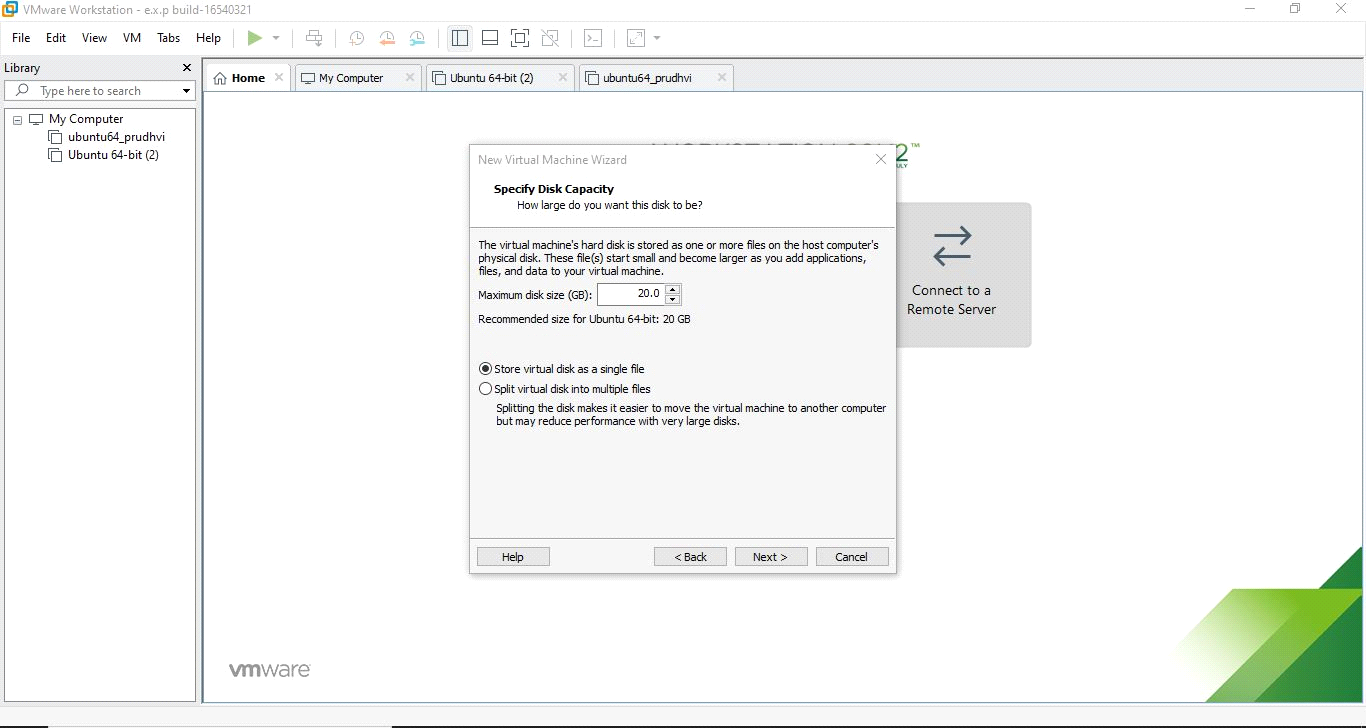 VMware Workstation - e.x.p build-16540321
File Edit View VM Tabs Help
Library
Type here to search
My Computer
ubuntu64_prudhvi
Ubuntu 64-bit (2)
Home
My Computer
Ubuntu 64-bit (2)
ubuntu64_prudhvi
2™
New Virtual Machine Wizard
Specify Disk Capacity
How large do you want this disk to be?
The virtual machine's hard disk is stored as one or more files on the host computer's
physical disk. These file(s) start small and become larger as you add applications,
files, and data to your virtual machine.
Maximum disk size (GB): 20.0
Recommended size for Ubuntu 64-bit: 20 GB
Store virtual disk as a single file
Split virtual disk into multiple files
Splitting the disk makes it easier to move the virtual machine to another computer
but may reduce performance with very large disks.
Help
< Back
Next >
Cancel
Connect to a
Remote Server
vmware